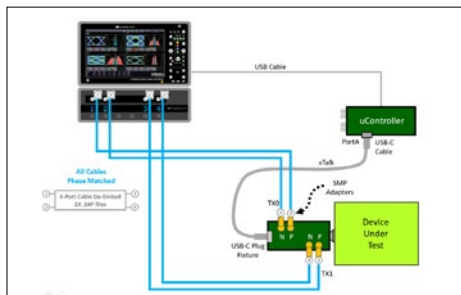 USB Cable
uController
PortA
USB-C
Cable
xTalk
All Cables
Phase Matched
4-Port Cable De-Embed
2X .S4P files
SMP
Adapters
TX0
N P
N P
USB-C Plug
Fixture
TX1
Device
Under
Test